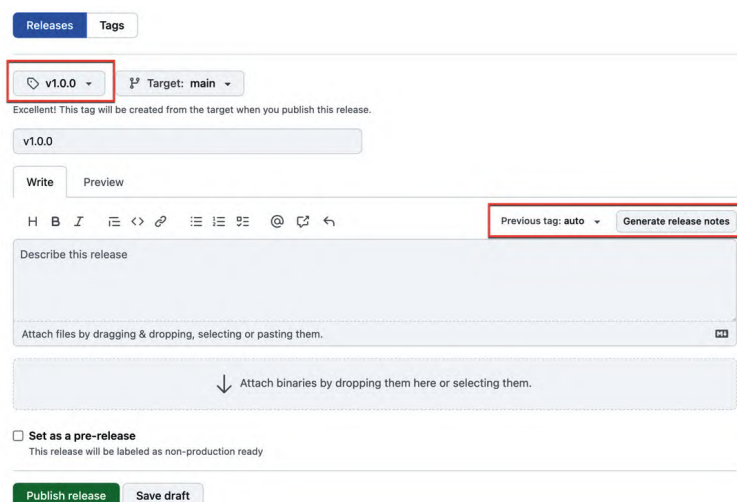 Releases Tags
v1.0.0 Target: main
Excellent! This tag will be created from the target when you publish this release.
v1.0.0
Write Preview
H B I Previous tag: auto Generate release notes
Describe this release
Attach files by dragging & dropping, selecting or pasting them.
Attach binaries by dropping them here or selecting them.
Set as a pre-release
This release will be labeled as non-production ready
Publish release Save draft